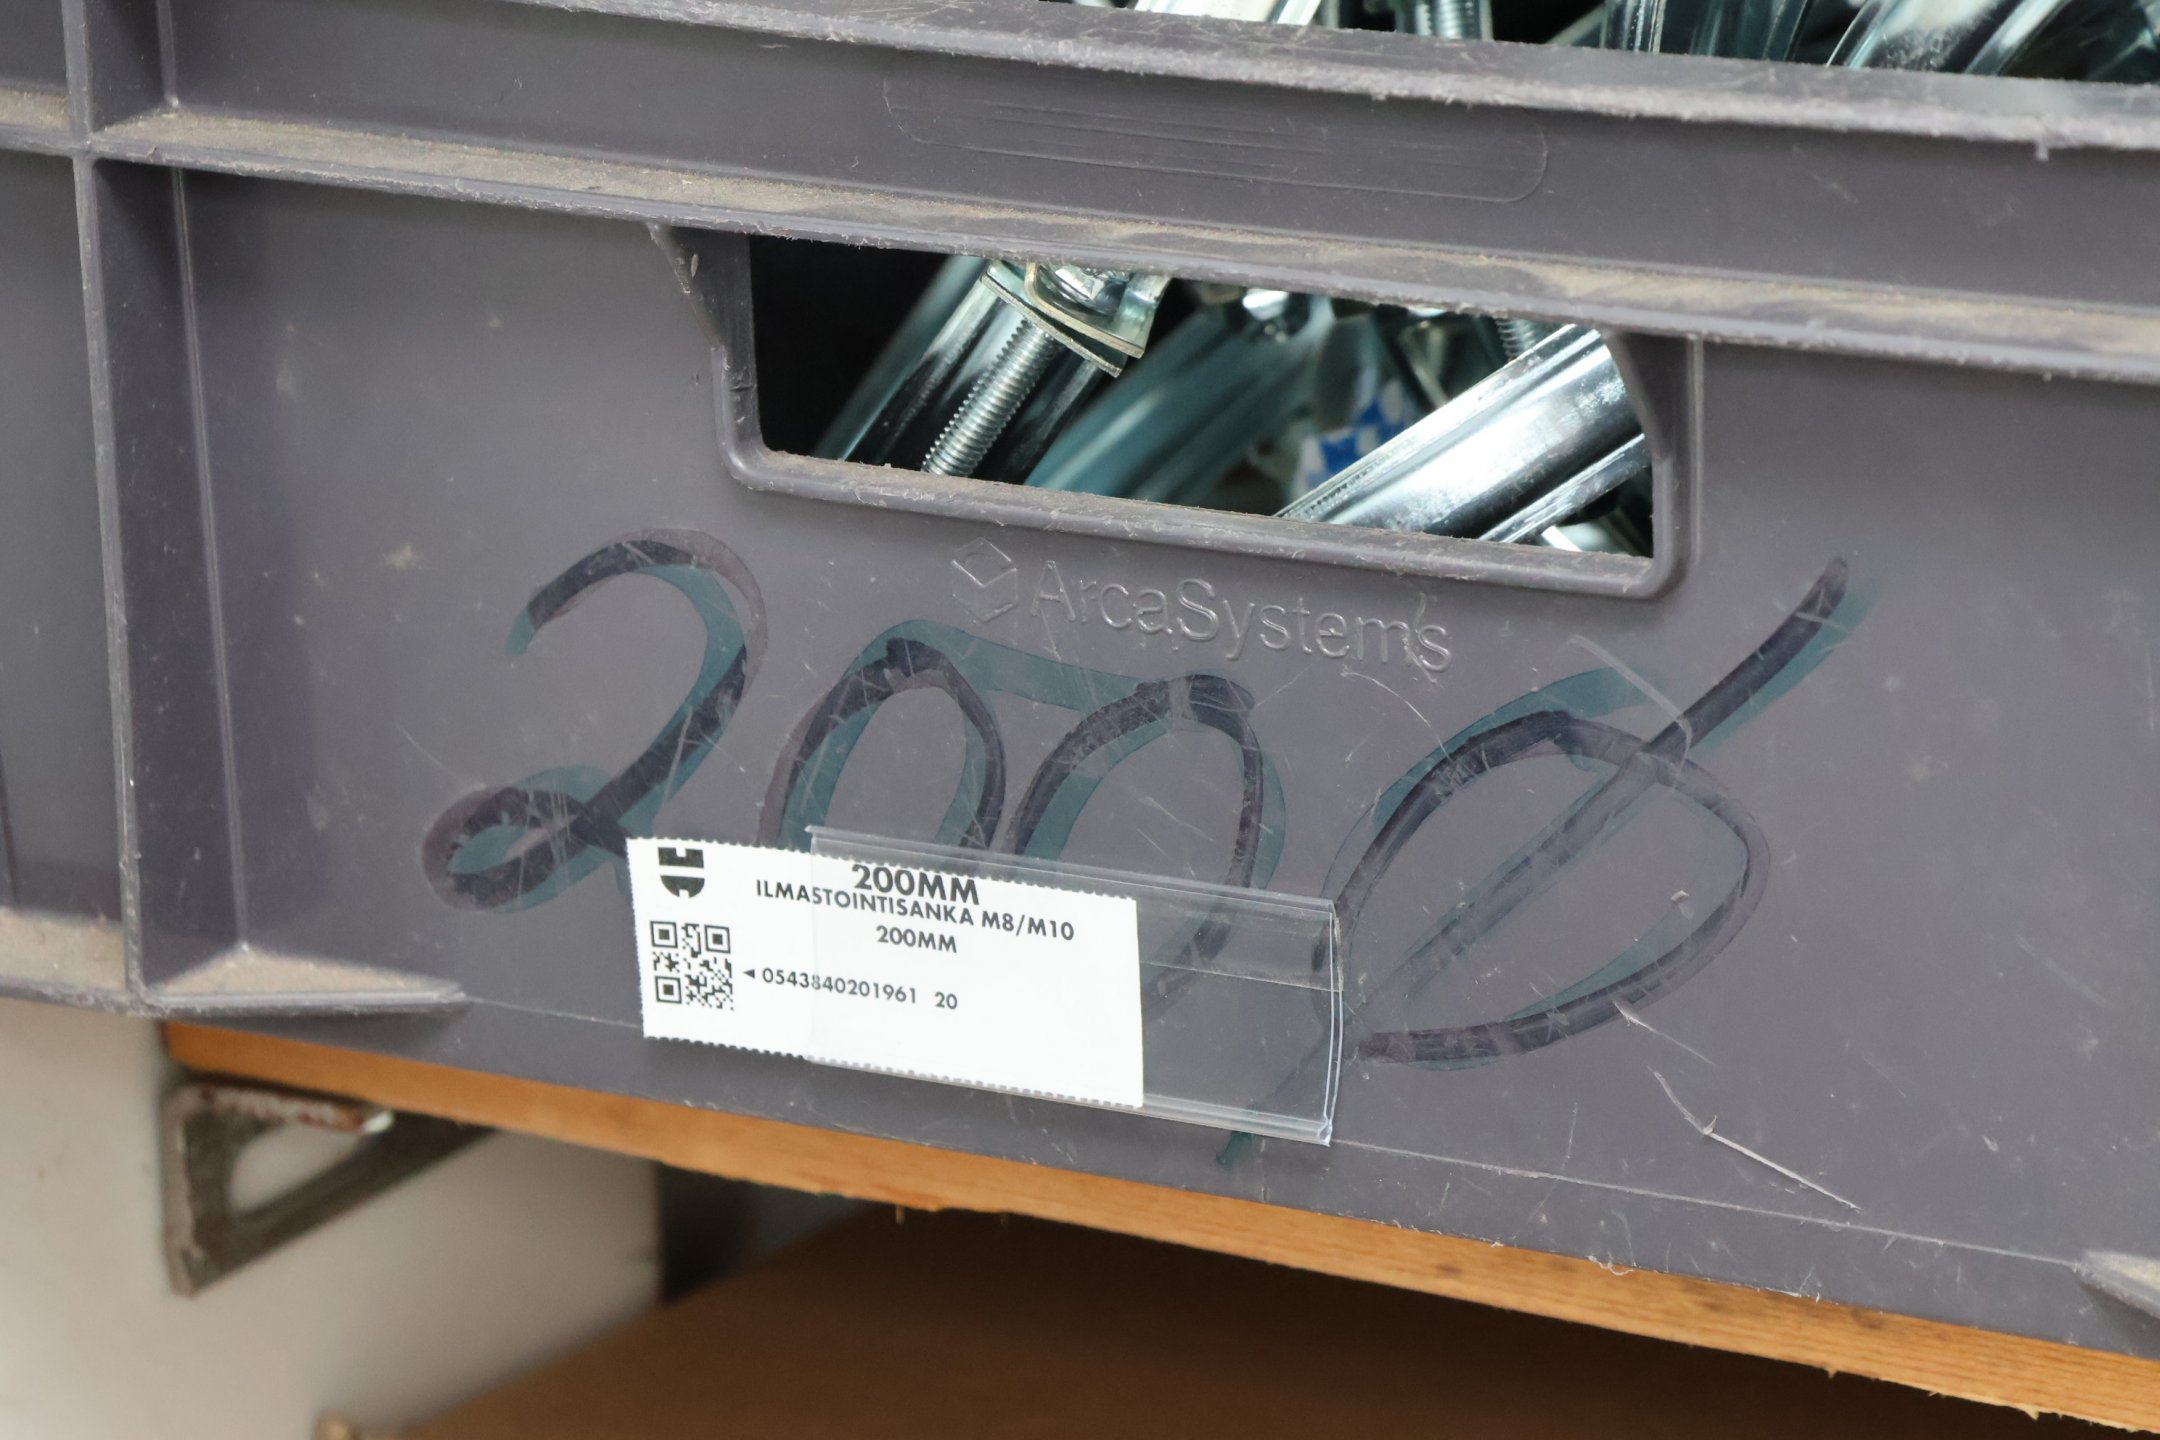 ArcaSystems
200Ø
200MM
ILMASTOINTISANKA M8/M10
200MM
◄ 0543840201961 20